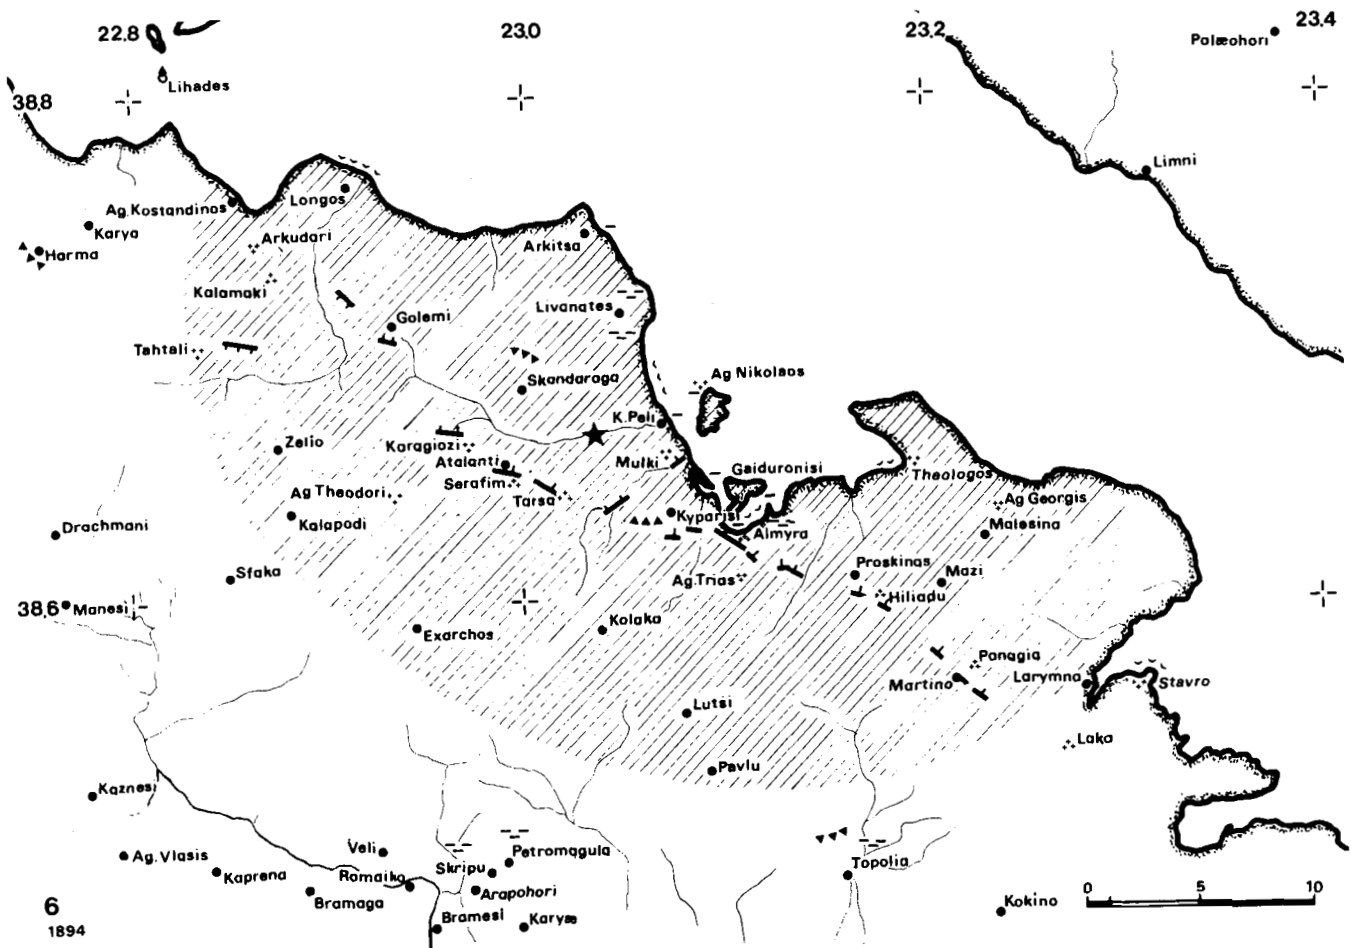 22.8
23.0
23.2
23.4
Palæohori
Lihades
38.8
Limni
Ag. Kostandinos
Longos
Karya
Arkudari
Arkitsa
Harma
Kalamaki
Livanates
Golemi
Tahtali
Skandaraga
Ag Nikolaos
K. Peli
Zelio
Karagiozi
Atalanti
Mulki
Gaiduronisi
Theologos
Serafim
Tarsa
Ag Theodori
Ag Georgis
Kalapodi
Kyparisi
Malesina
Drachmani
Almyra
Sfaka
Ag. Trias
Proskinas
Mazi
38.6
Manesi
Hiliadu
Exarchos
Kolaka
Panagia
Martino
Larymna
Stavro
Lutsi
Laka
Pavlu
Kaznesi
Veli
Petromagula
Ag. Vlasis
Skripu
Topolia
Kaprena
Romaiko
Arapohori
Bramaga
Kokino
0 5 10
6
Bramesi
Karyæ
1894